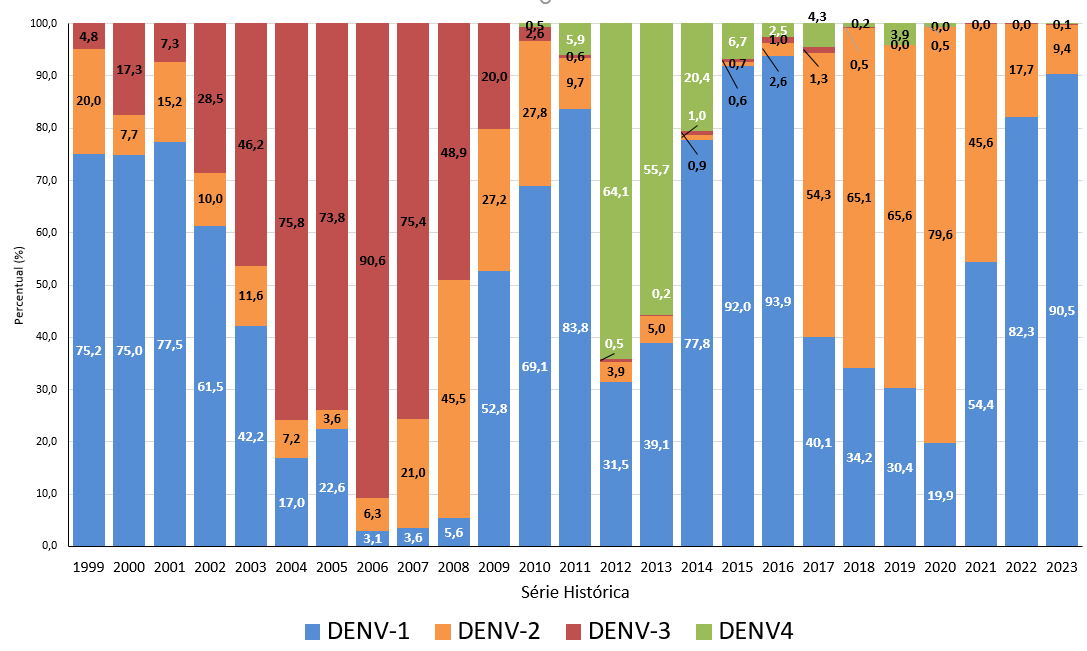 4,3
100,0 4,8 17,3 7,3 28,5 46,2 75,8 73,8 90,6 75,4 48,9 20,0 0,5 5,9 64,1 55,7 20,4 6,7 2,5 0,2 3,9 0,0 0,0 0,0 0,1
2,6 0,6 0,5 0,2 1,0 0,7 1,0 1,3 0,5 0,0 0,5
90,0
20,0 7,7 15,2 10,0 11,6 7,2 3,6 6,3 21,0 45,5 27,2 27,8 9,7 3,9 5,0 0,9 0,6 2,6 54,3 65,1 65,6 79,6 45,6 17,7 9,4
80,0
70,0
60,0
50,0
40,0
30,0
20,0
10,0
0,0
75,2 75,0 77,5 61,5 42,2 17,0 22,6 3,1 3,6 5,6 52,8 69,1 83,8 31,5 39,1 77,8 92,0 93,9 40,1 34,2 30,4 19,9 54,4 82,3 90,5
Percentual (%)
1999 2000 2001 2002 2003 2004 2005 2006 2007 2008 2009 2010 2011 2012 2013 2014 2015 2016 2017 2018 2019 2020 2021 2022 2023
Série Histórica
DENV-1 DENV-2 DENV-3 DENV4